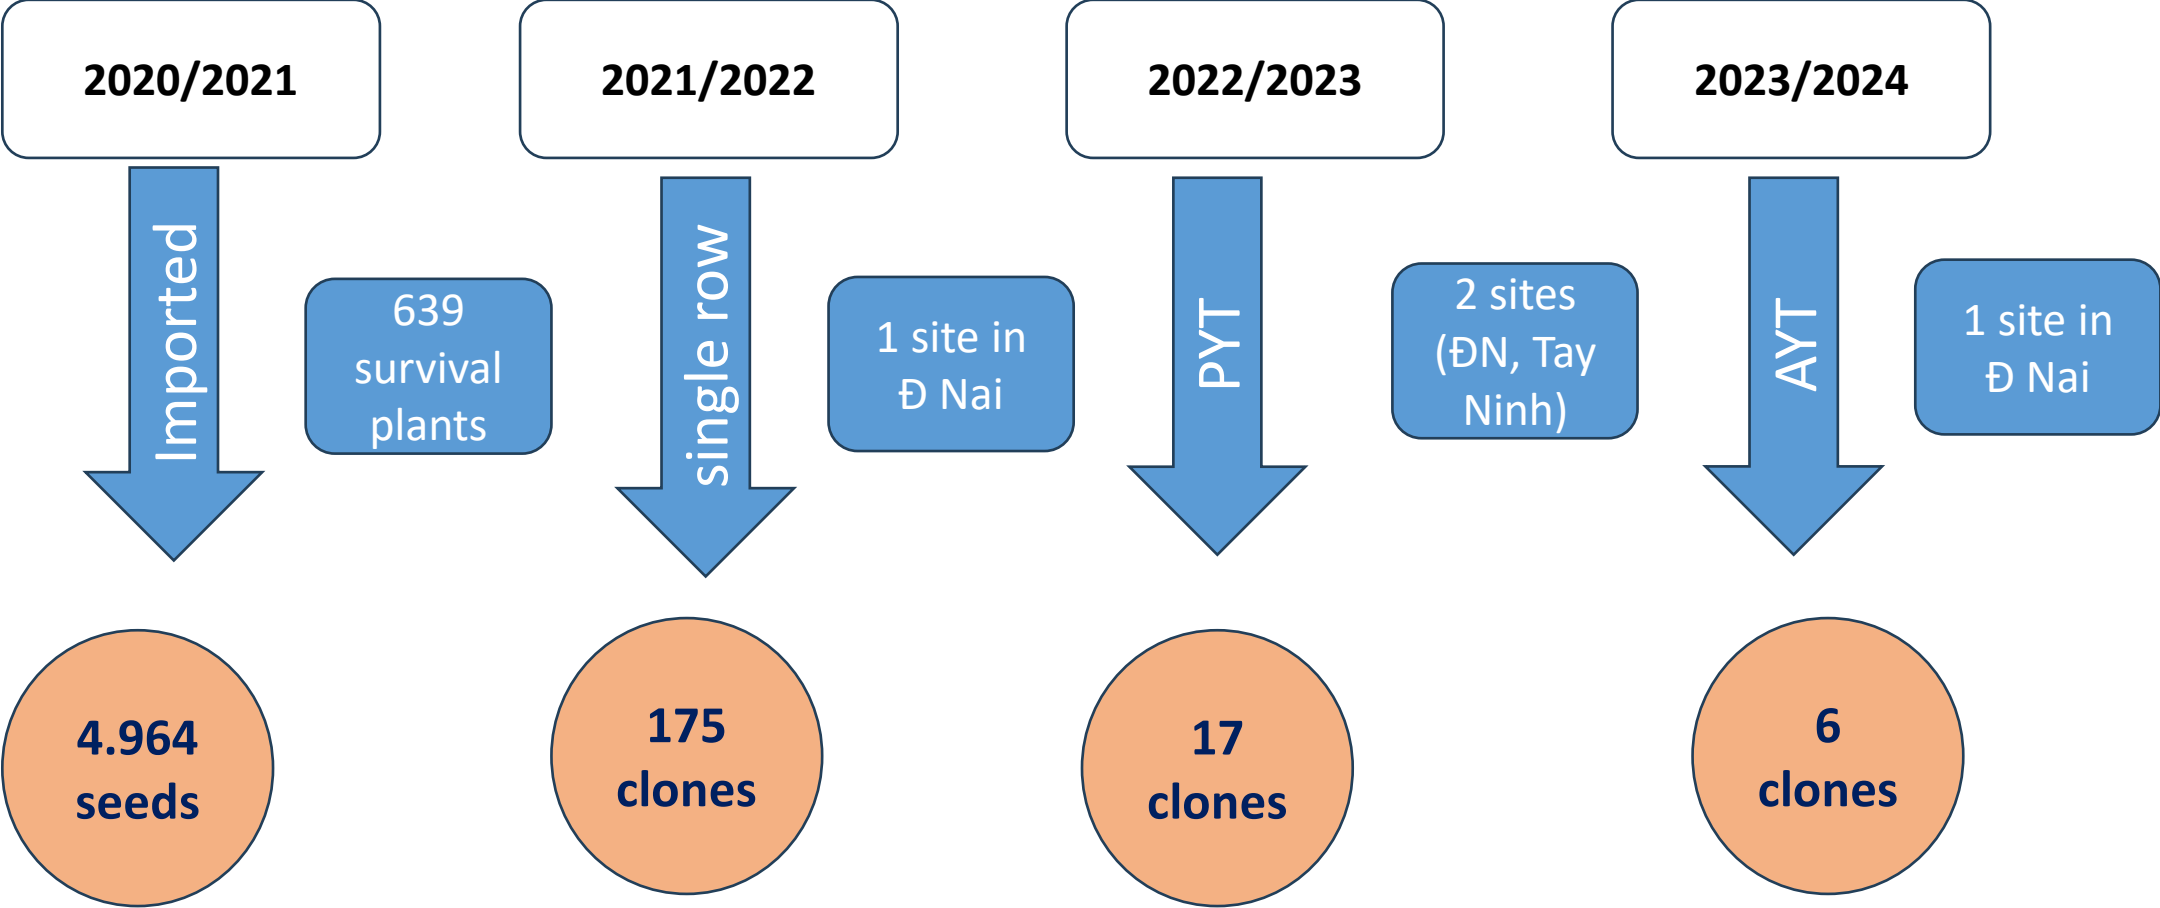 2020/2021
2021/2022
2022/2023
2023/2024
Imported
639
survival
plants
single row
1 site in
Đ Nai
PYT
2 sites
(ĐN, Tay
Ninh)
AYT
1 site in
Đ Nai
4.964
seeds
175
clones
17
clones
6
clones